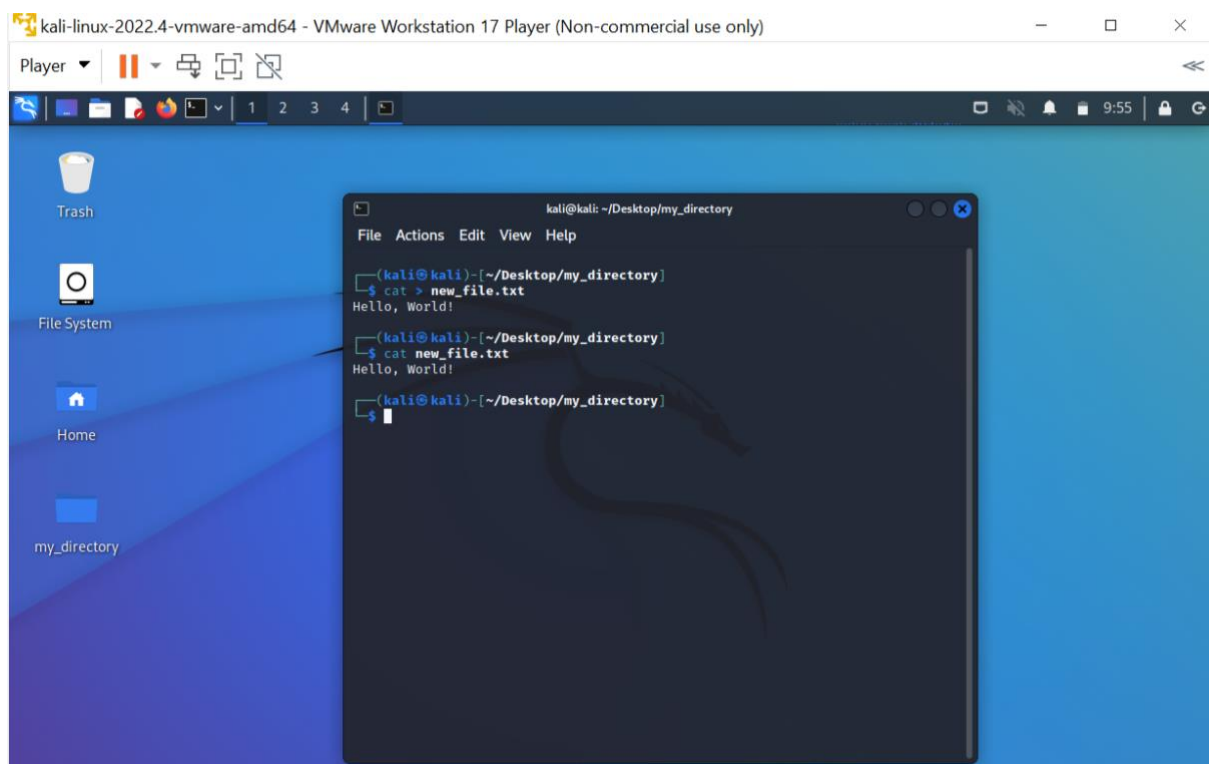 kali-linux-2022.4-vmware-amd64 - VMware Workstation 17 Player (Non-commercial use only)
Player
1 2 3 4
9:55
Trash
File System
Home
my_directory
kali@kali: ~/Desktop/my_directory
File Actions Edit View Help
┌──(kali㉿kali)-[~/Desktop/my_directory]
└─$ cat > new_file.txt
Hello, World!
┌──(kali㉿kali)-[~/Desktop/my_directory]
└─$ cat new_file.txt
Hello, World!
┌──(kali㉿kali)-[~/Desktop/my_directory]
└─$